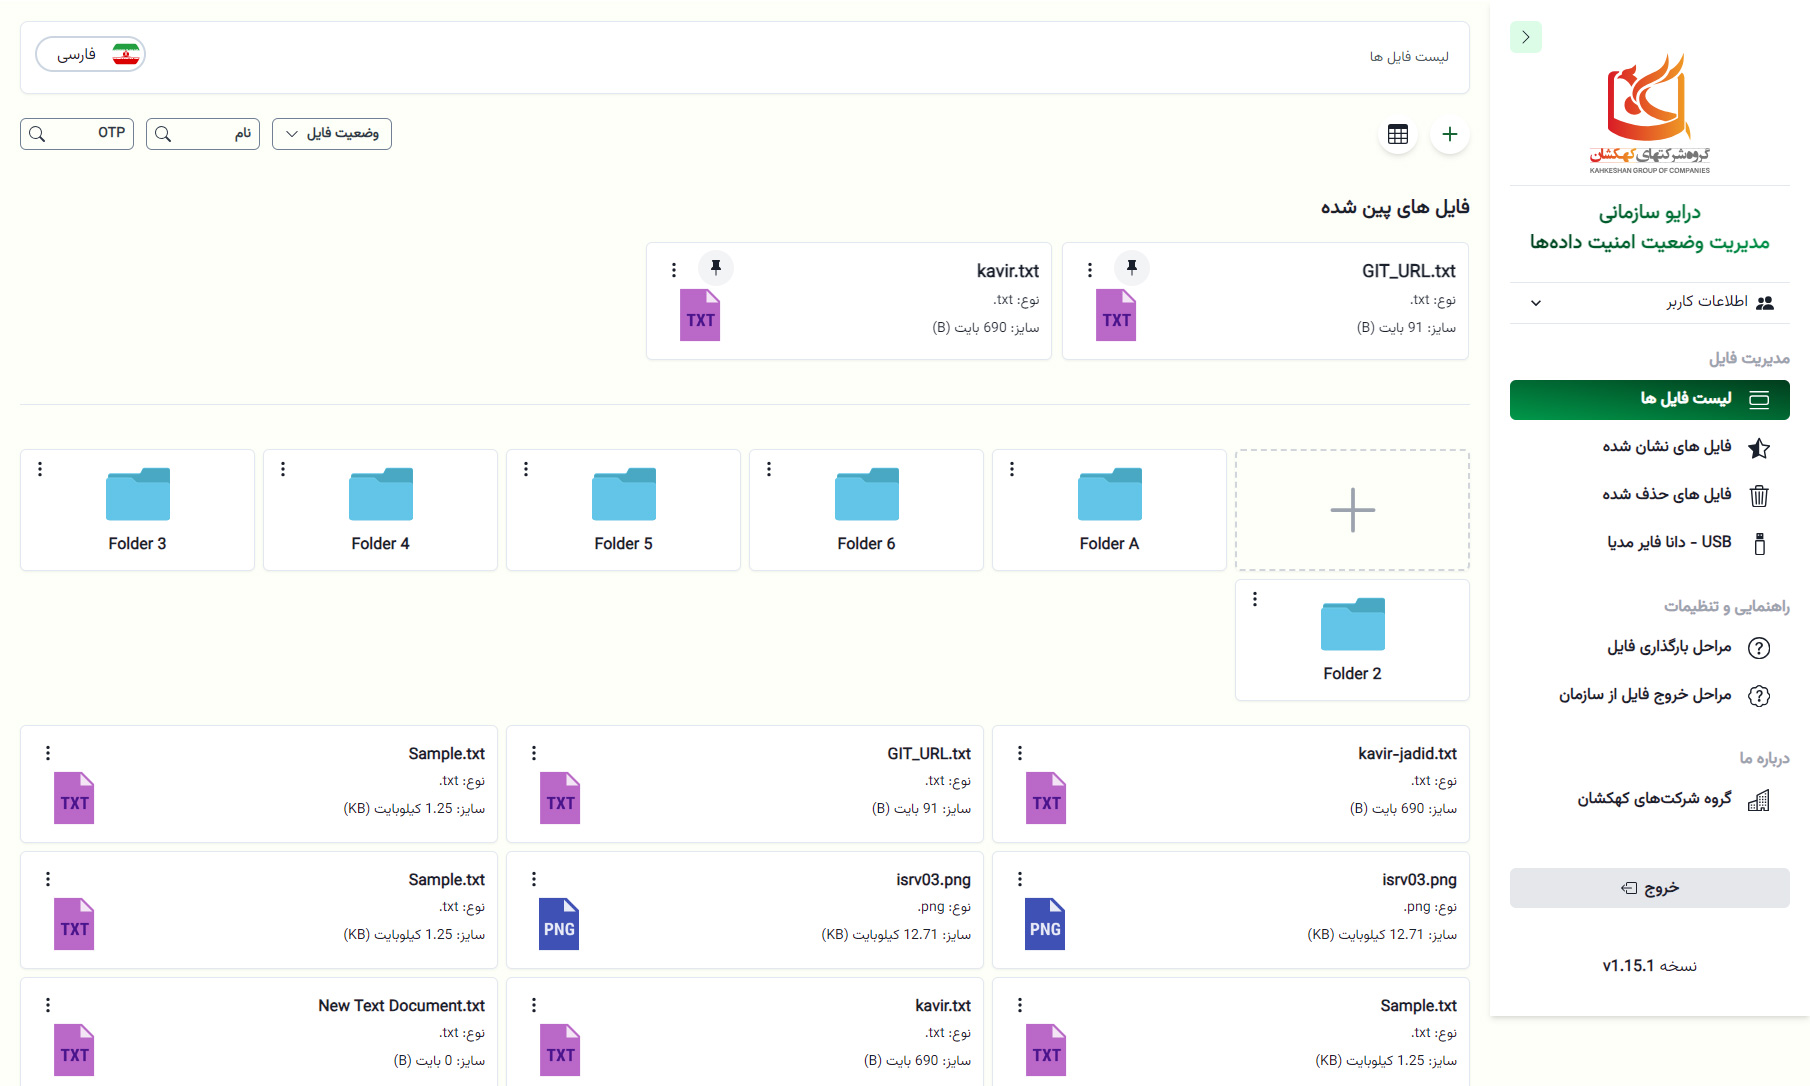 گروه شرکتهای کهکشان
KAHKESHAN GROUP OF COMPANIES
درایو سازمانی
مدیریت وضعیت امنیت داده‌ها
اطلاعات کاربر
مدیریت فایل
لیست فایل ها
فایل های نشان شده
فایل های حذف شده
USB - دانا فایر مدیا
راهنمایی و تنظیمات
مراحل بارگذاری فایل
مراحل خروج فایل از سازمان
درباره ما
گروه شرکت‌های کهکشان
خروج
نسخه v1.15.1
لیست فایل ها
فارسی
وضعیت فایل
نام
OTP
فایل های پین شده
GIT_URL.txt
نوع: txt.
سایز: 91 بایت (B)
TXT
kavir.txt
نوع: txt.
سایز: 690 بایت (B)
TXT
Folder A
Folder 6
Folder 5
Folder 4
Folder 3
Folder 2
kavir-jadid.txt
نوع: txt.
سایز: 690 بایت (B)
TXT
GIT_URL.txt
نوع: txt.
سایز: 91 بایت (B)
TXT
Sample.txt
نوع: txt.
سایز: 1.25 کیلوبایت (KB)
TXT
isrv03.png
نوع: png.
سایز: 12.71 کیلوبایت (KB)
PNG
isrv03.png
نوع: png.
سایز: 12.71 کیلوبایت (KB)
PNG
Sample.txt
نوع: txt.
سایز: 1.25 کیلوبایت (KB)
TXT
Sample.txt
نوع: txt.
سایز: 1.25 کیلوبایت (KB)
TXT
kavir.txt
نوع: txt.
سایز: 690 بایت (B)
TXT
New Text Document.txt
نوع: txt.
سایز: 0 بایت (B)
TXT